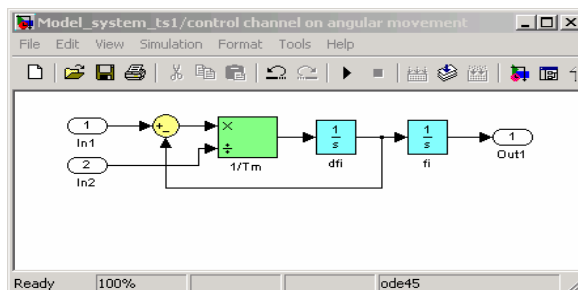 Model_system_ts1/control channel on angular movement
File Edit View Simulation Format Tools Help
1
In1
+-
×
÷
1/Tm
1
s
dfi
1
s
fi
1
Out1
2
In2
Ready 100% ode45